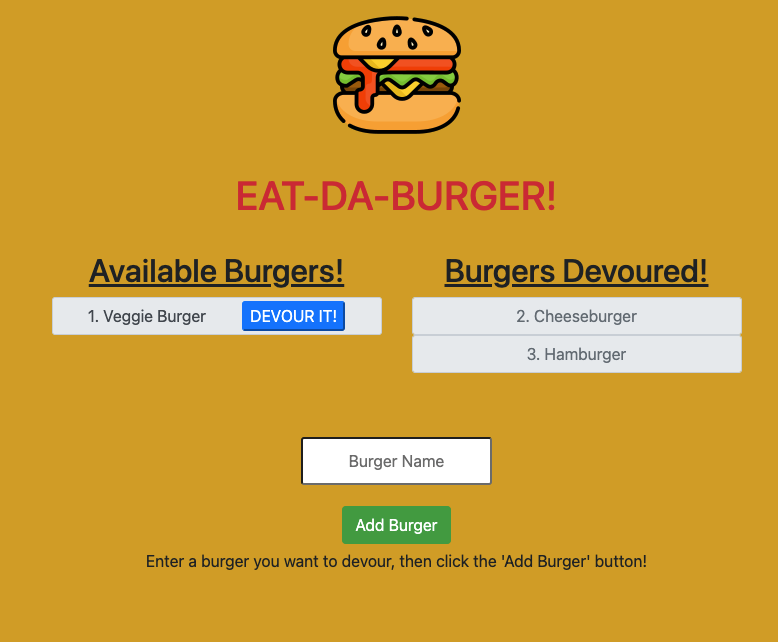 EAT-DA-BURGER!
Available Burgers!
1. Veggie Burger DEVOUR IT!
Burgers Devoured!
2. Cheeseburger
3. Hamburger
Burger Name
Add Burger
Enter a burger you want to devour, then click the 'Add Burger' button!